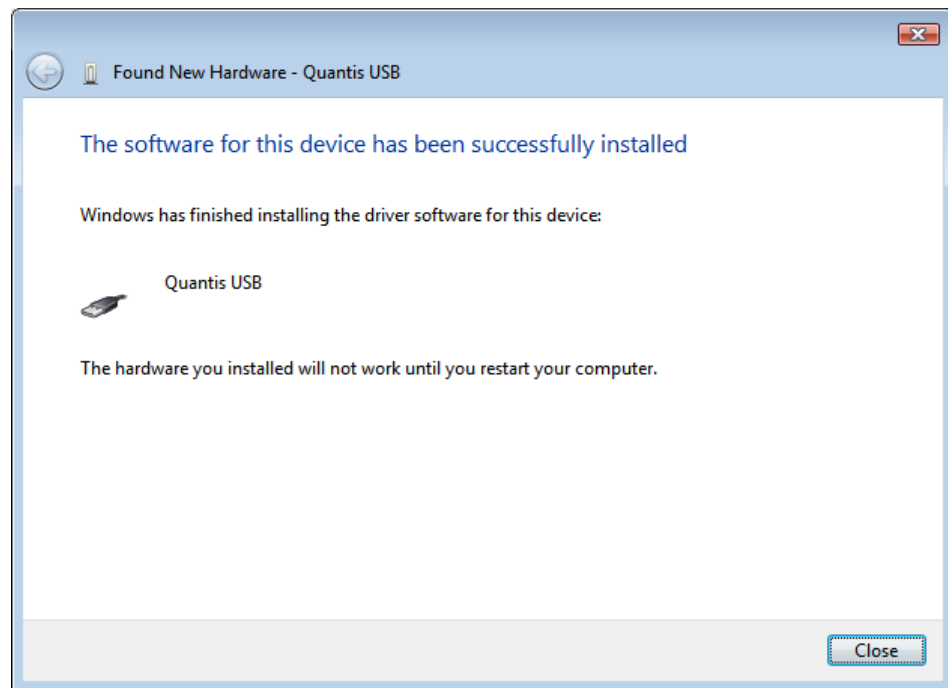 Found New Hardware - Quantis USB
The software for this device has been successfully installed
Windows has finished installing the driver software for this device:
Quantis USB
The hardware you installed will not work until you restart your computer.
Close